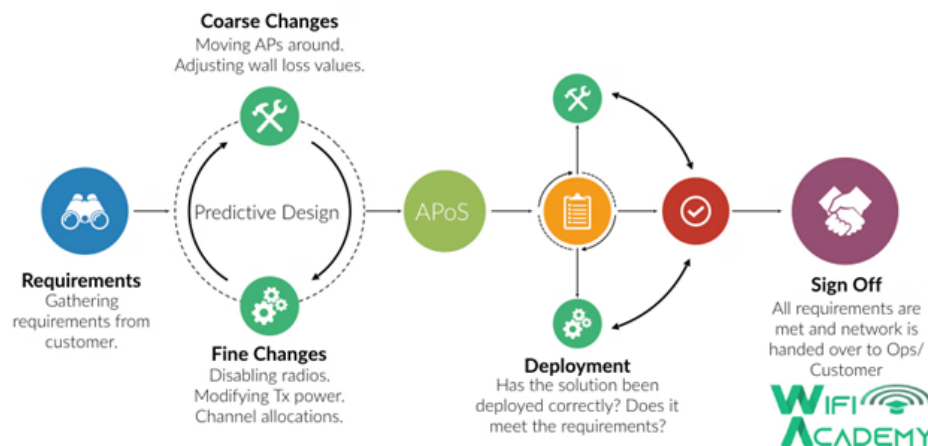 Coarse Changes
Moving APs around.
Adjusting wall loss values.
Predictive Design
APoS
Requirements
Gathering
requirements from
customer.
Fine Changes
Disabling radios.
Modifying Tx power.
Channel allocations.
Deployment
Has the solution been
deployed correctly? Does it
meet the requirements?
Sign Off
All requirements are
met and network is
handed over to Ops/
Customer
WIFI
ACADEMY